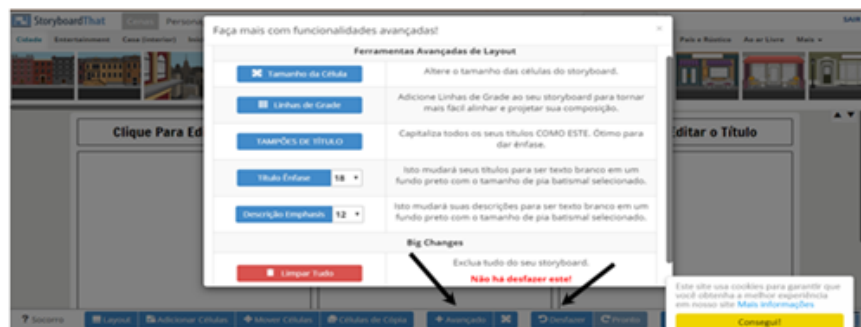 StoryboardThat
Cenas
Persona
Cidade Entertainment Casa (Interior)
País e Rústico Ao ar Livre Mais
Faça mais com funcionalidades avançadas!
×
Ferramentas Avançadas de Layout
Tamanho da Célula
Altere o tamanho das células do storyboard.
Linhas de Grade
Adicione Linhas de Grade ao seu storyboard para tornar
mais fácil alinhar e projetar sua composição.
TAMPÕES DE TÍTULO
Capitaliza todos os seus títulos COMO ESTE. Ótimo para
dar ênfase.
Título Ênfase 18
Isto mudará seus títulos para ser texto branco em um
fundo preto com o tamanho de pia batismal selecionado.
Descrição Emphasis 12
Isto mudará suas descrições para ser texto branco em um
fundo preto com o tamanho de pia batismal selecionado.
Big Changes
Limpar Tudo
Exclua tudo do seu storyboard.
Não há desfazer este!
Clique Para Ed
Editar o Título
Este site usa cookies para garantir que
você obtenha a melhor experiência
em nosso site Mais informações
Consegui!
? Socorro Layout Adicionar Células Mover Células Células de Cópia + Avançado Desfazer Pronto